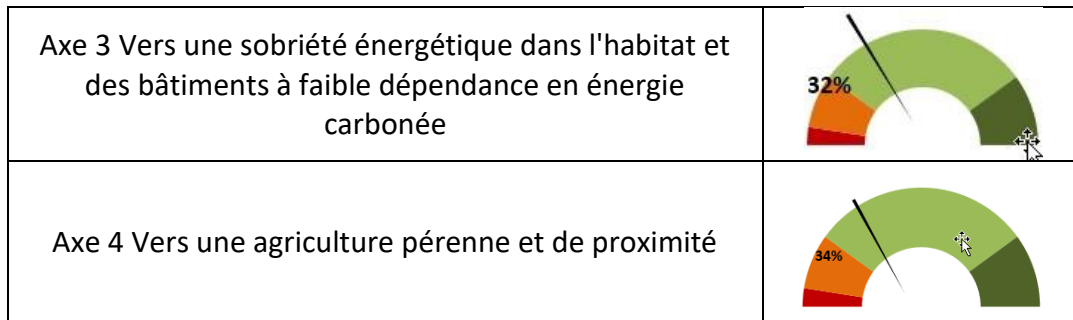 Axe 3 Vers une sobriété énergétique dans l'habitat et
des bâtiments à faible dépendance en énergie
carbonée
32%
Axe 4 Vers une agriculture pérenne et de proximité
34%